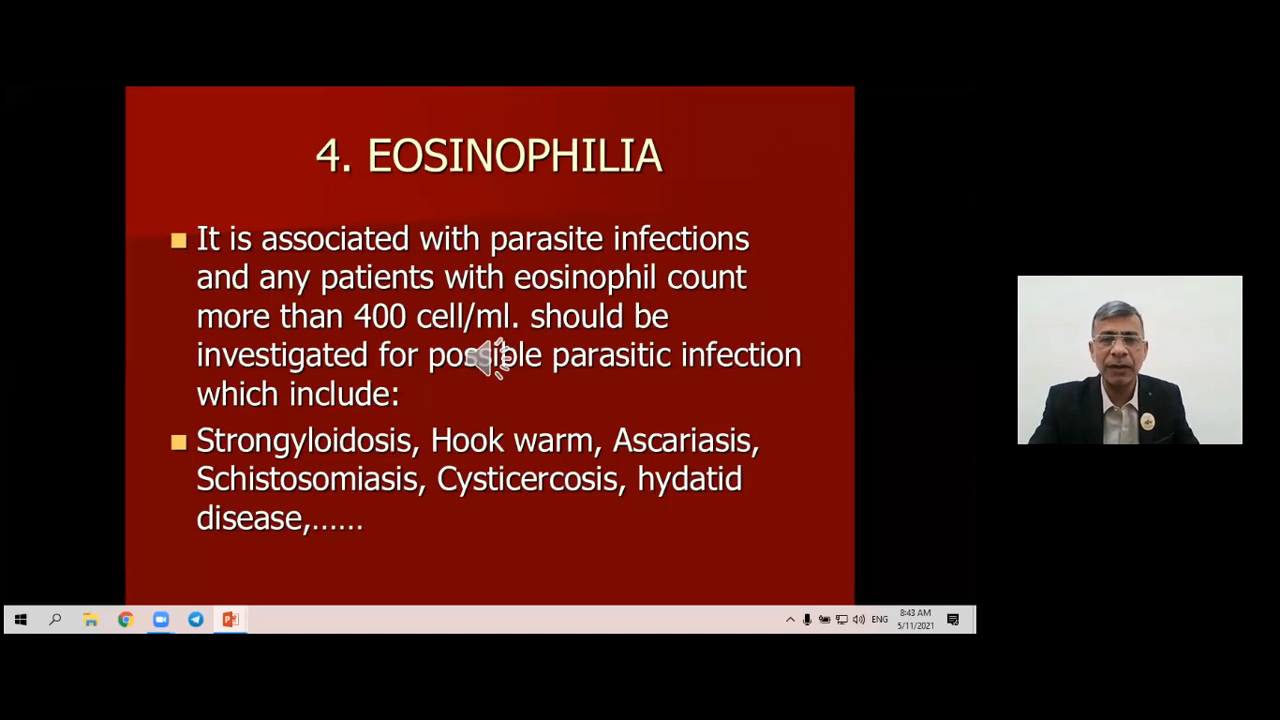 4. EOSINOPHILIA
It is associated with parasite infections
and any patients with eosinophil count
more than 400 cell/ml. should be
investigated for possible parasitic infection
which include:
Strongyloidosis, Hook warm, Ascariasis,
Schistosomiasis, Cysticercosis, hydatid
disease,......
ENG
8:43 AM
5/11/2021